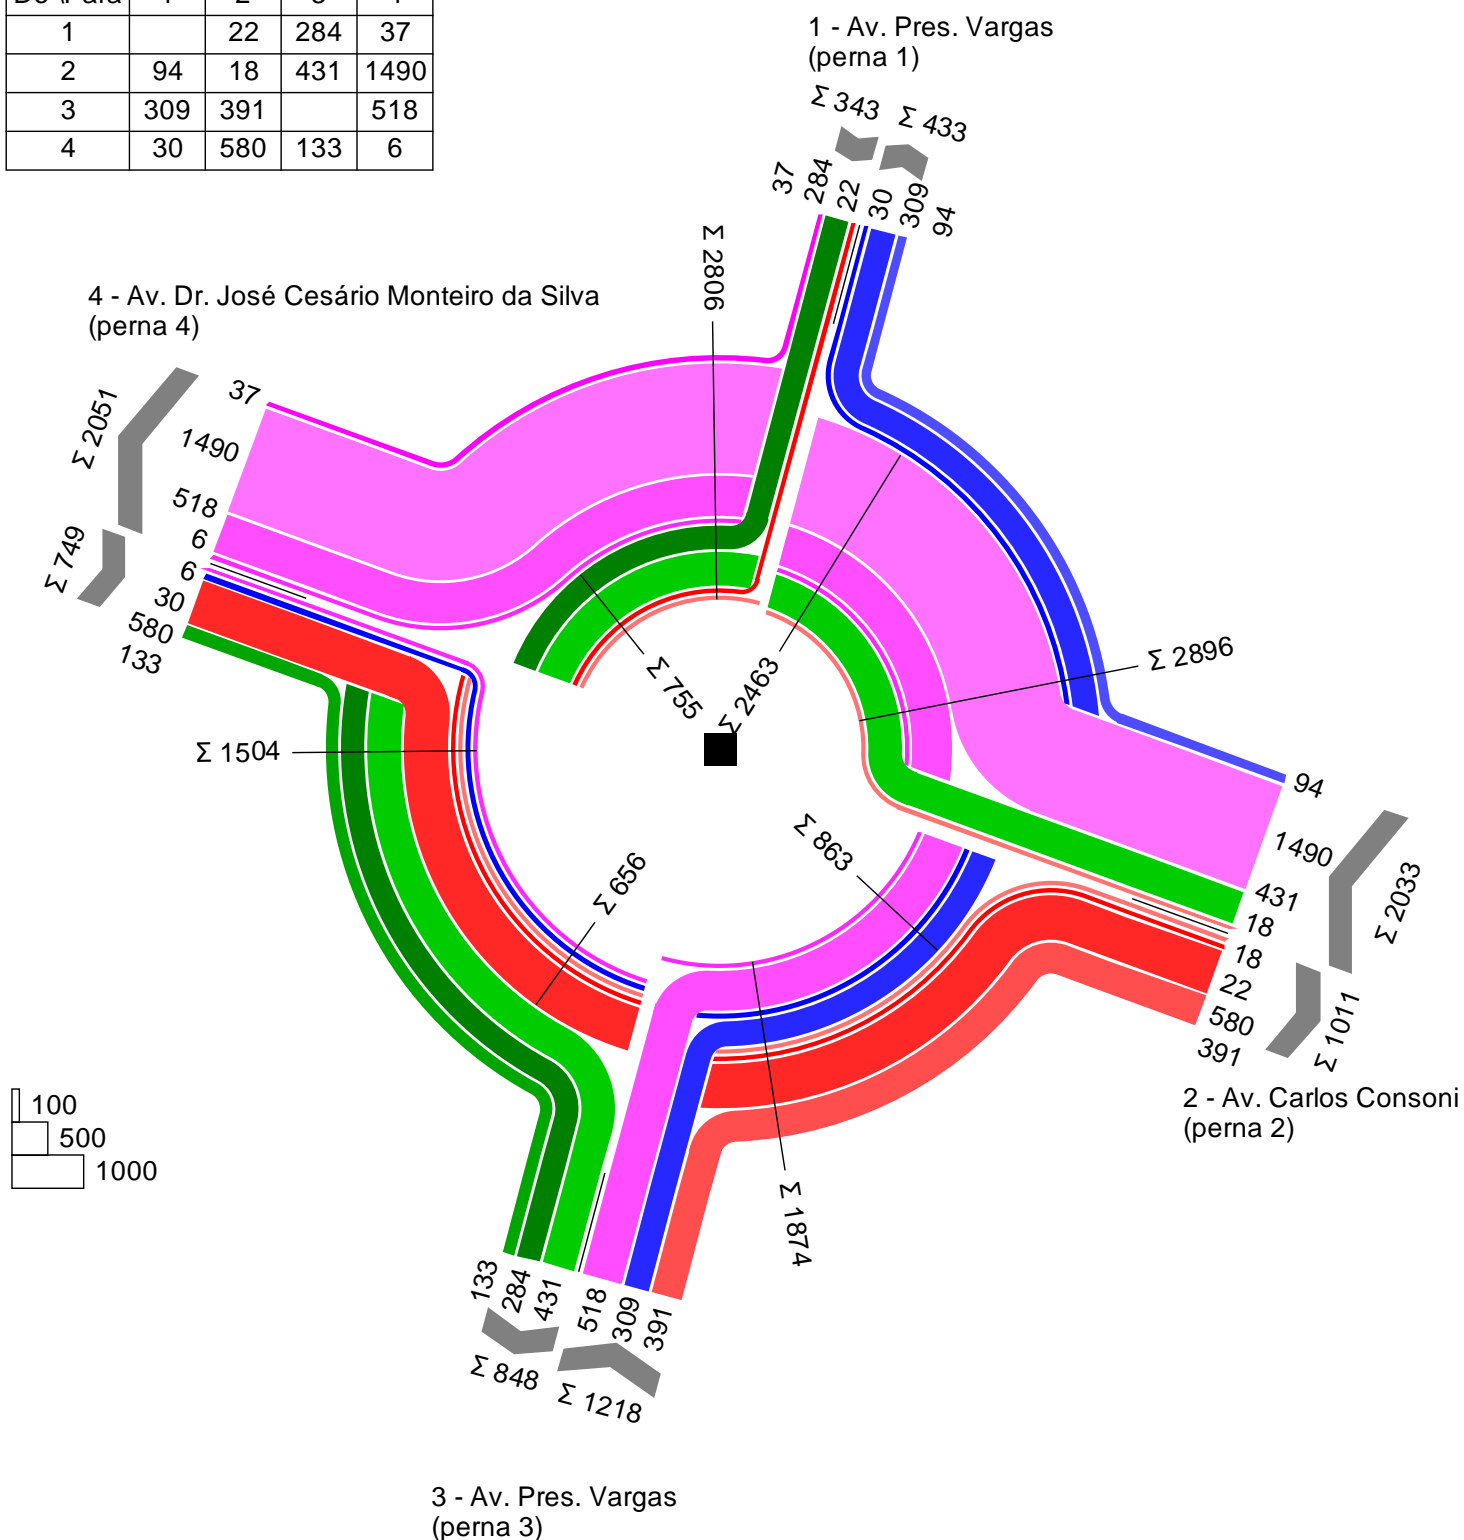 De \Para 1 2 3 4
1 22 284 37
2 94 18 431 1490
3 309 391 518
4 30 580 133 6
1 - Av. Pres. Vargas
(perna 1)
Σ 343
Σ 433
37
284
22
30
309
94
Σ 2806
4 - Av. Dr. José Cesário Monteiro da Silva
(perna 4)
Σ 2051
37
1490
518
6
Σ 749
6
30
580
133
Σ 755
Σ 2463
Σ 2896
Σ 1504
Σ 863
Σ 656
94
1490
431
18
Σ 2033
18
22
580
391
Σ 1011
2 - Av. Carlos Consoni
(perna 2)
100
500
1000
Σ 1874
133
284
431
518
309
391
Σ 848
Σ 1218
3 - Av. Pres. Vargas
(perna 3)